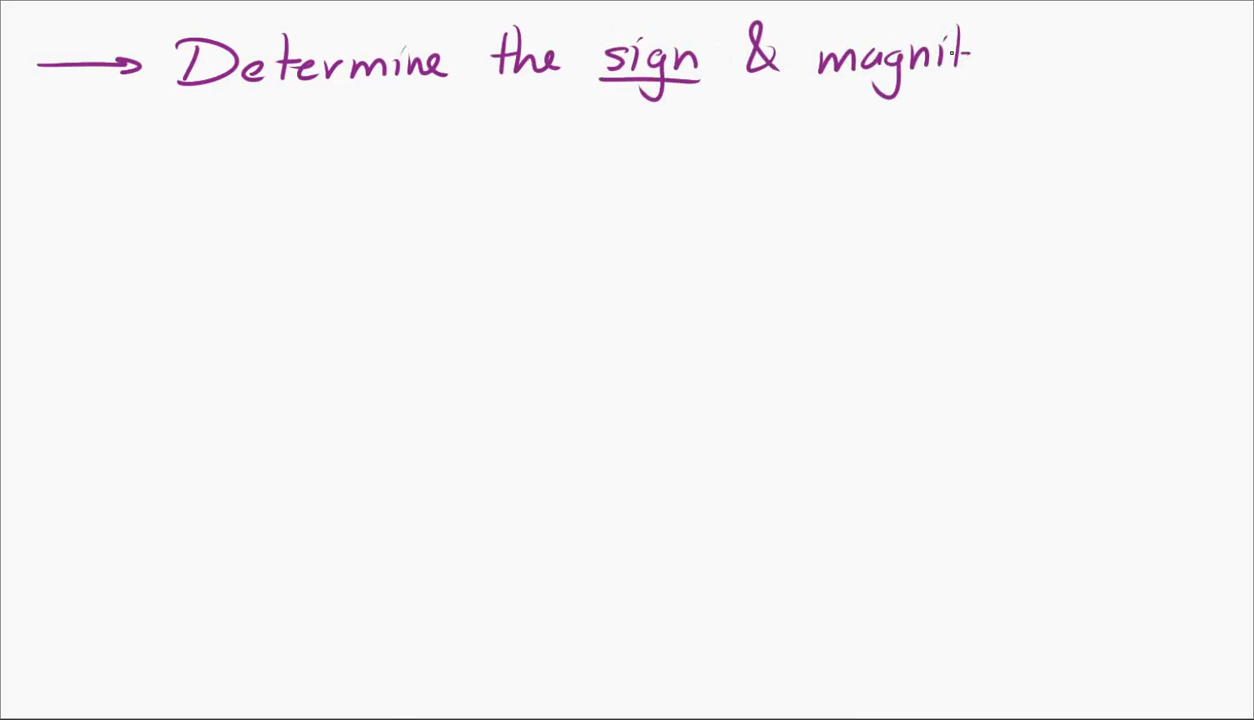 → Determine the sign & magnit